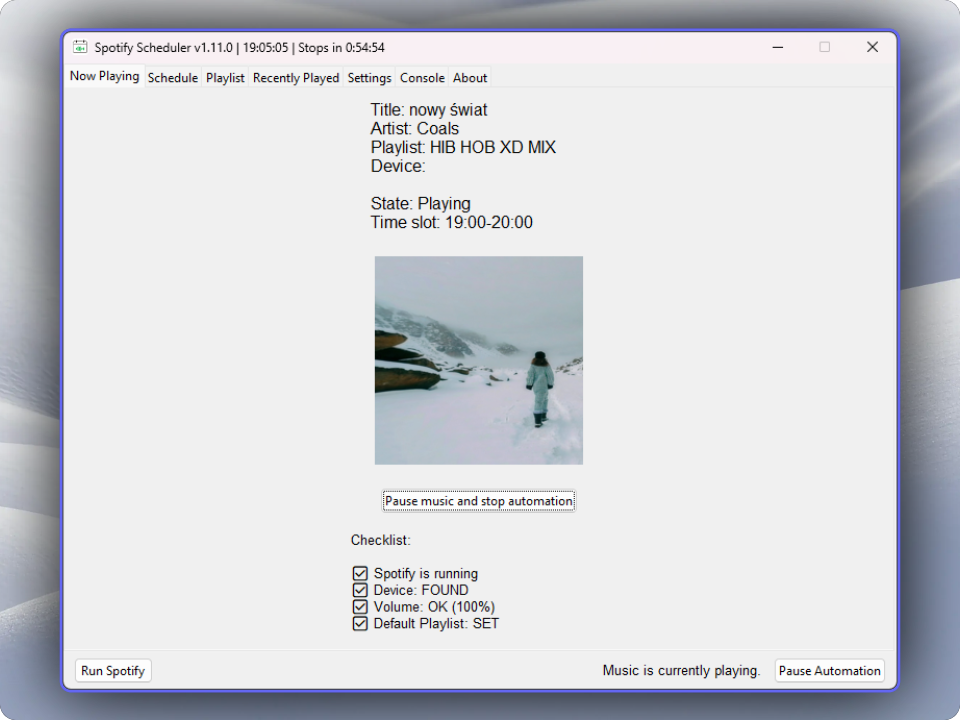 Spotify Scheduler v1.11.0 | 19:05:05 | Stops in 0:54:54
Now Playing Schedule Playlist Recently Played Settings Console About
Title: nowy świat
Artist: Coals
Playlist: HIB HOB XD MIX
Device:
State: Playing
Time slot: 19:00-20:00
Pause music and stop automation
Checklist:
Spotify is running
Device: FOUND
Volume: OK (100%)
Default Playlist: SET
Run Spotify Music is currently playing. Pause Automation